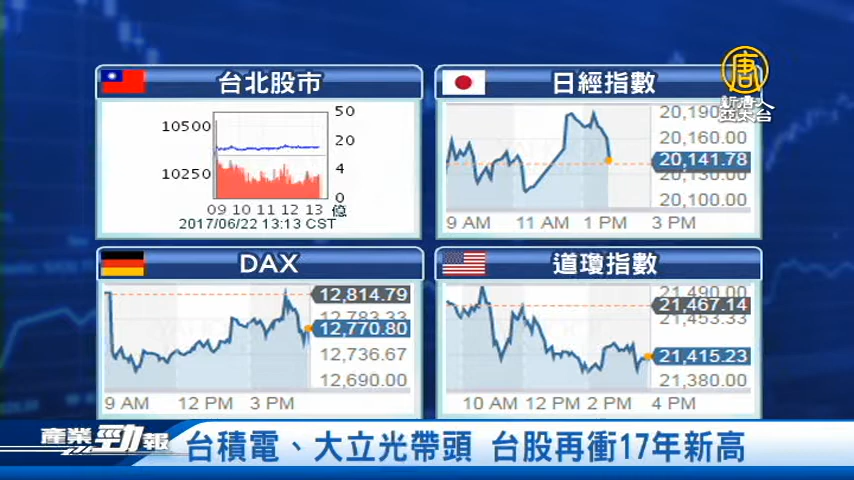 台北股市
10500
10250
50
20
4
0
億
09 10 11 12 13
2017/06/22 13:13 CST
日經指數
20,190
20,160.00
20,141.78
20,130.00
20,100.00
9 AM 11 AM 1 PM 3 PM
唐
新唐人
亞太台
DAX
12,814.79
12,783.33
12,770.80
12,736.67
12,690.00
9 AM 12 PM 3 PM
道瓊指數
21,490.00
21,467.14
21,453.33
21,415.23
21,380.00
10 AM 12 PM 2 PM 4 PM
產業勁報
台積電、大立光帶頭 台股再衝17年新高